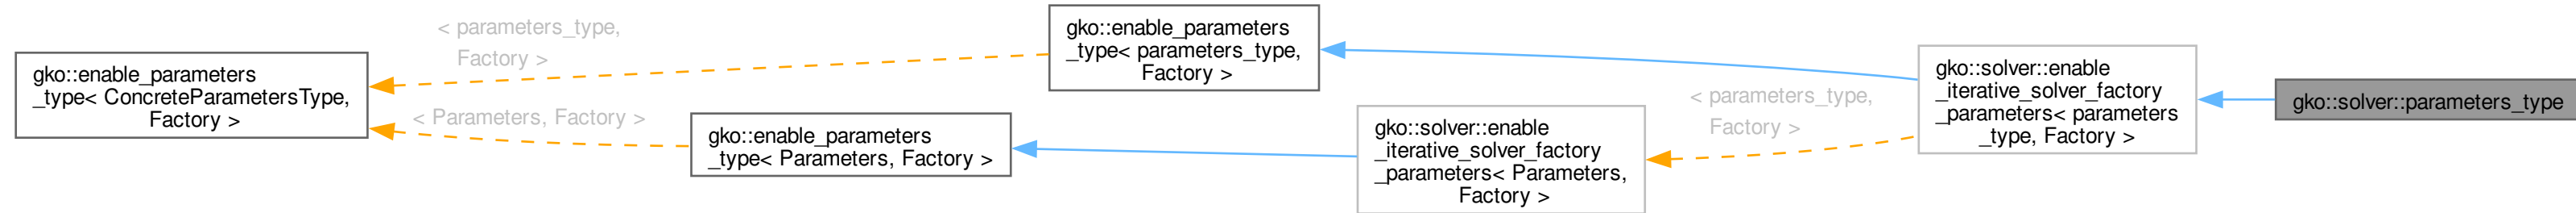 gko::enable_parameters
_type< ConcreteParametersType,
Factory >
< parameters_type,
Factory >
< Parameters, Factory >
gko::enable_parameters
_type< Parameters, Factory >
gko::enable_parameters
_type< parameters_type,
Factory >
gko::solver::enable
_iterative_solver_factory
_parameters< Parameters,
Factory >
< parameters_type,
Factory >
gko::solver::enable
_iterative_solver_factory
_parameters< parameters
_type, Factory >
gko::solver::parameters_type